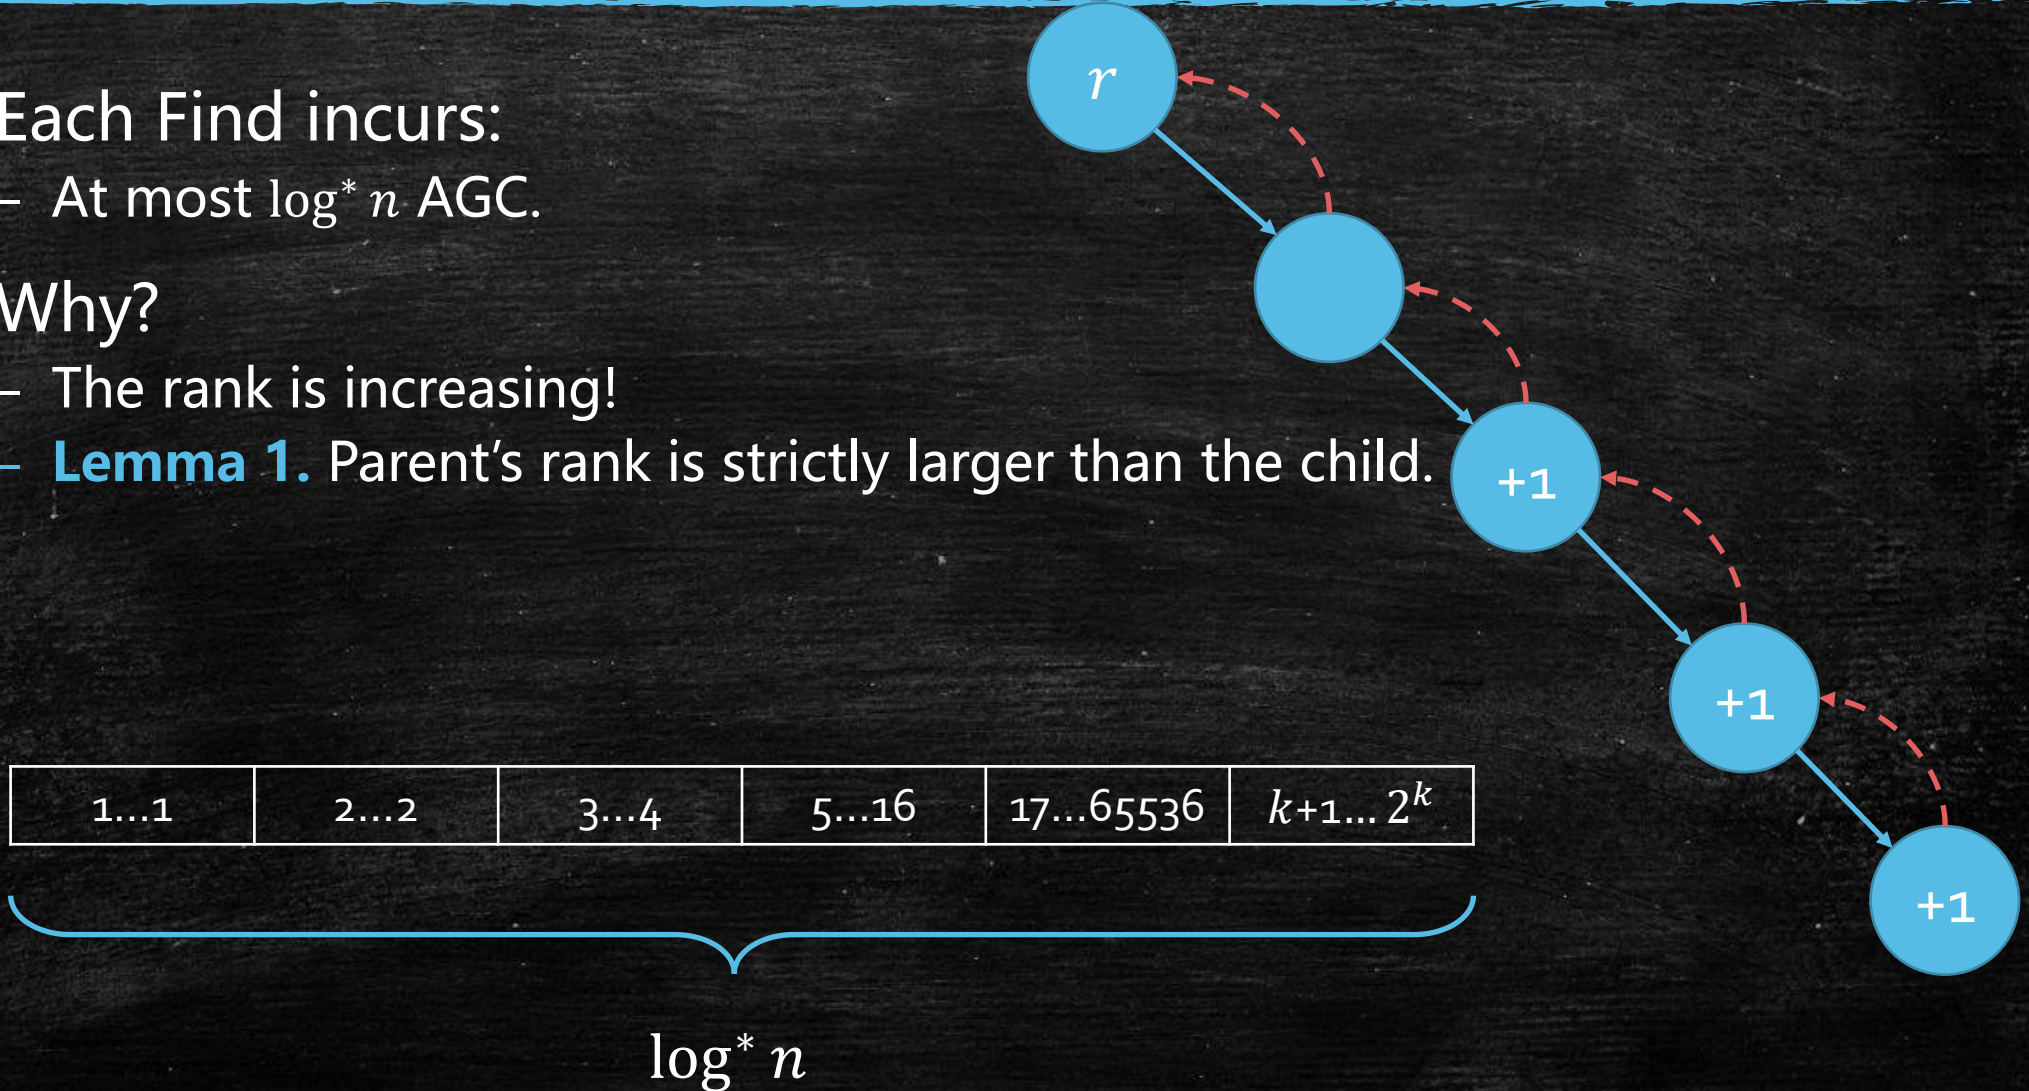 r
Each Find incurs:
– At most log* n AGC.
Why?
– The rank is increasing!
– Lemma 1. Parent’s rank is strictly larger than the child.
+1
+1
1…1 2…2 3…4 5…16 17…65536 k+1… 2^k
+1
log* n